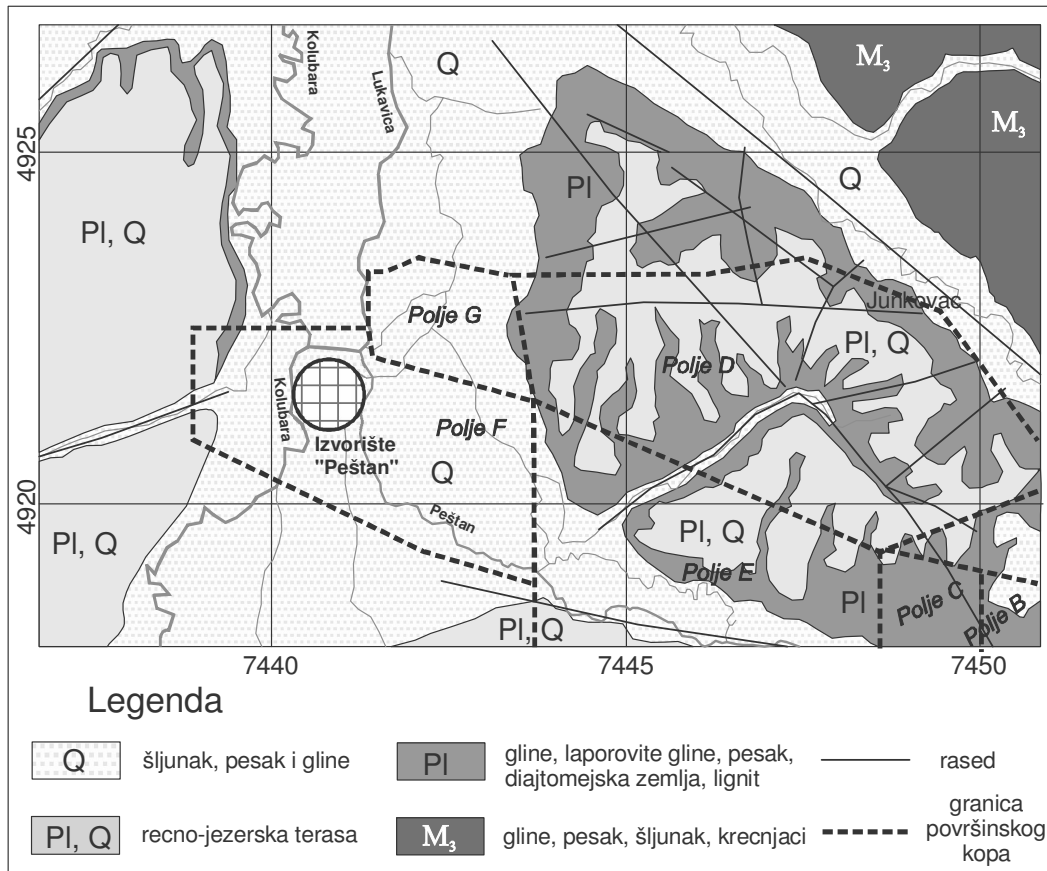 Kolubara
Lukavica
Q
M₃
M₃
4925
Pl
Q
Pl, Q
Junkovac
Polje G
Pl, Q
Polje D
Kolubara
Izvorište
"Peštan"
Polje F
Q
4920
Peštan
Pl, Q
Pl, Q
Polje E
Pl
Polje C
Polje B
Pl, Q
7440
7445
7450
Legenda
Q šljunak, pesak i gline
Pl gline, laporovite gline, pesak,
diajtomejska zemlja, lignit
rased
Pl, Q recno-jezerska terasa
M₃ gline, pesak, šljunak, krecnjaci
granica
površinskog
kopa